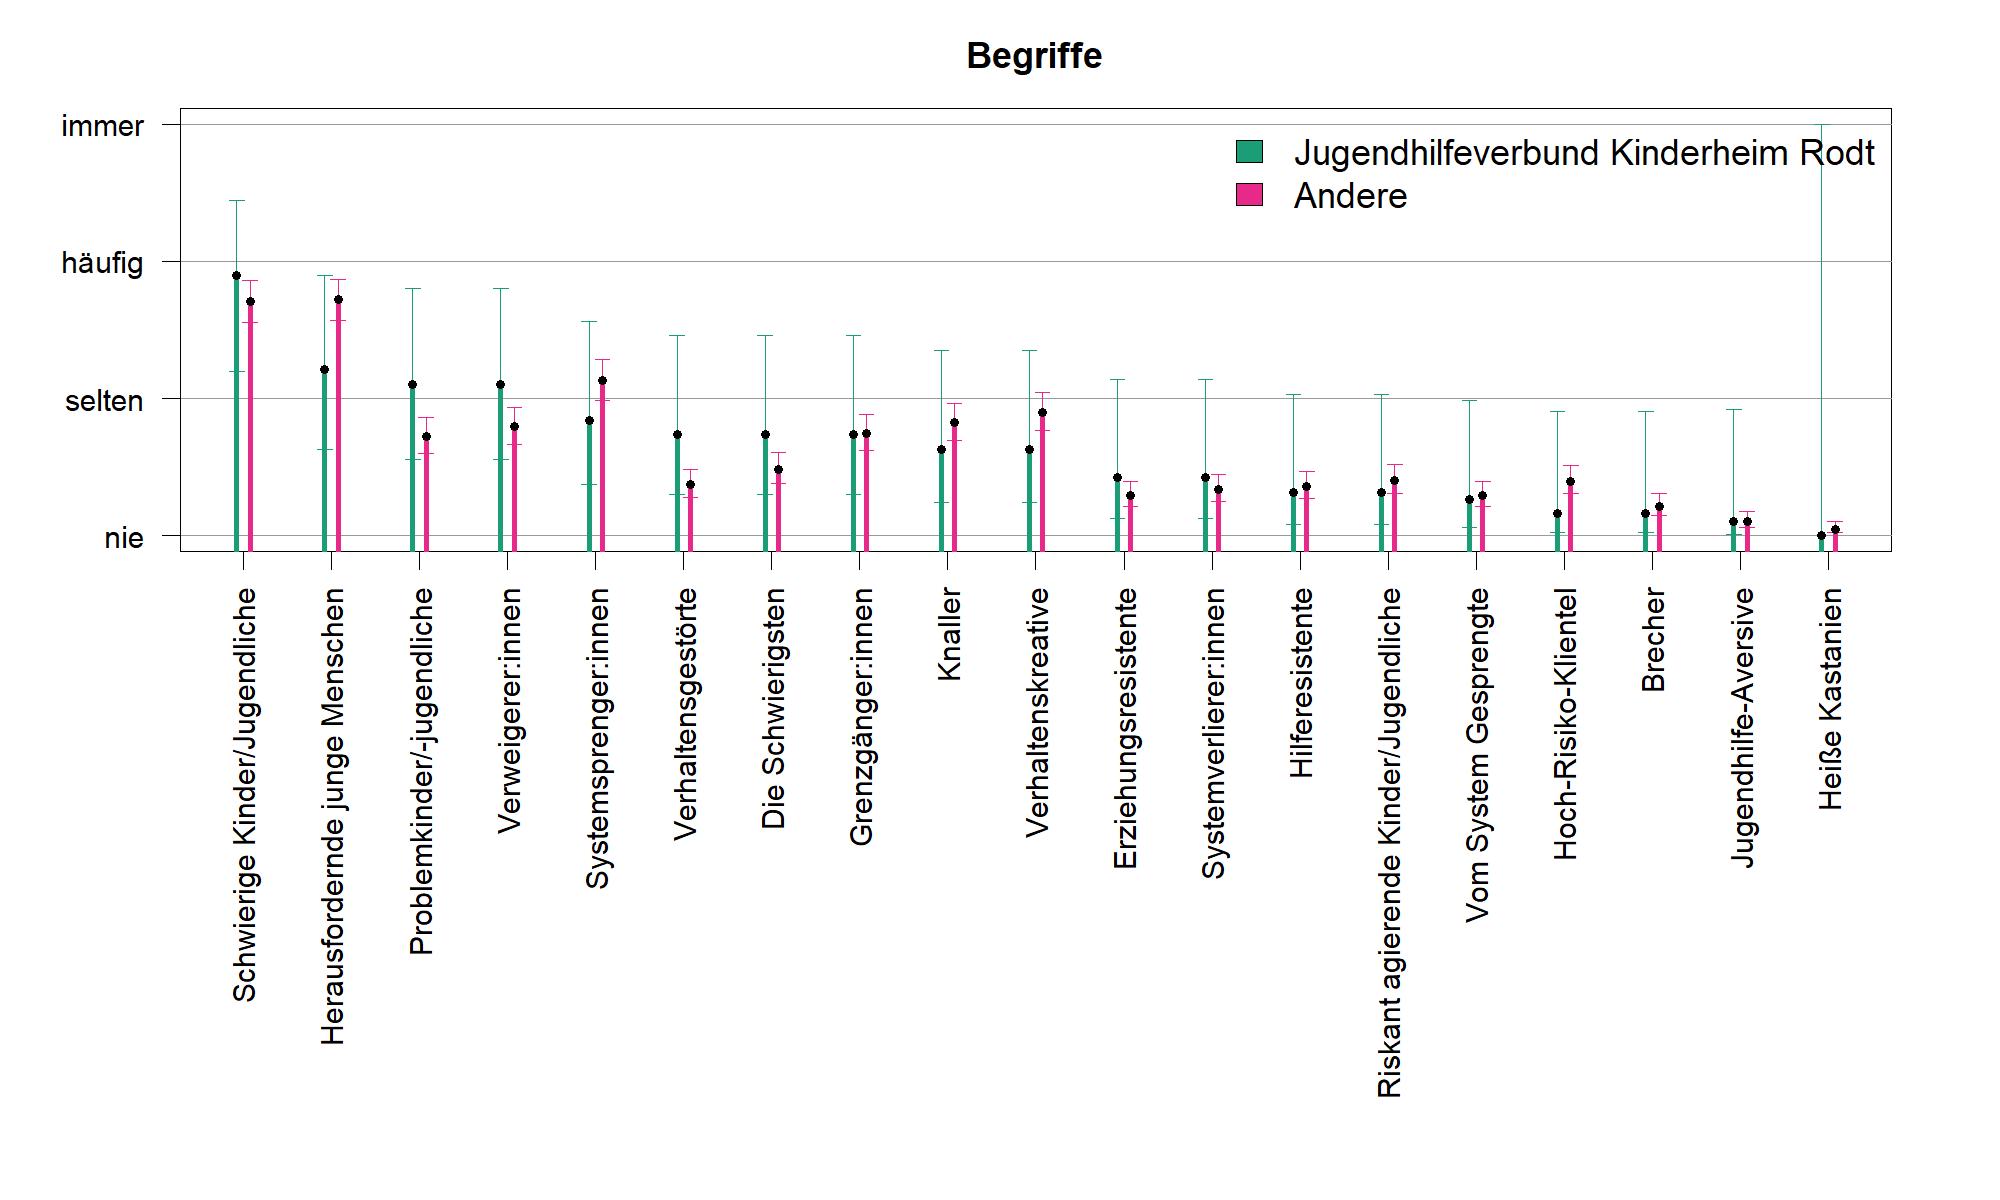 Begriffe
immer
häufig
selten
nie
Jugendhilfeverbund Kinderheim Rodt
Andere
Schwierige Kinder/Jugendliche
Herausfordernde junge Menschen
Problemkinder/-jugendliche
Verweigerer:innen
Systemsprenger:innen
Verhaltensgestörte
Die Schwierigsten
Grenzgänger:innen
Knaller
Verhaltenskreative
Erziehungsresistente
Systemverlierer:innen
Hilferesistente
Riskant agierende Kinder/Jugendliche
Vom System Gesprengte
Hoch-Risiko-Klientel
Brecher
Jugendhilfe-Aversive
Heiße Kastanien